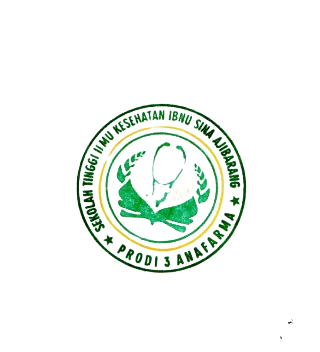 SEKOLAH TINGGI ILMU KESEHATAN IBNU SINA AJIBARANG
PRODI 3 ANAFARMA